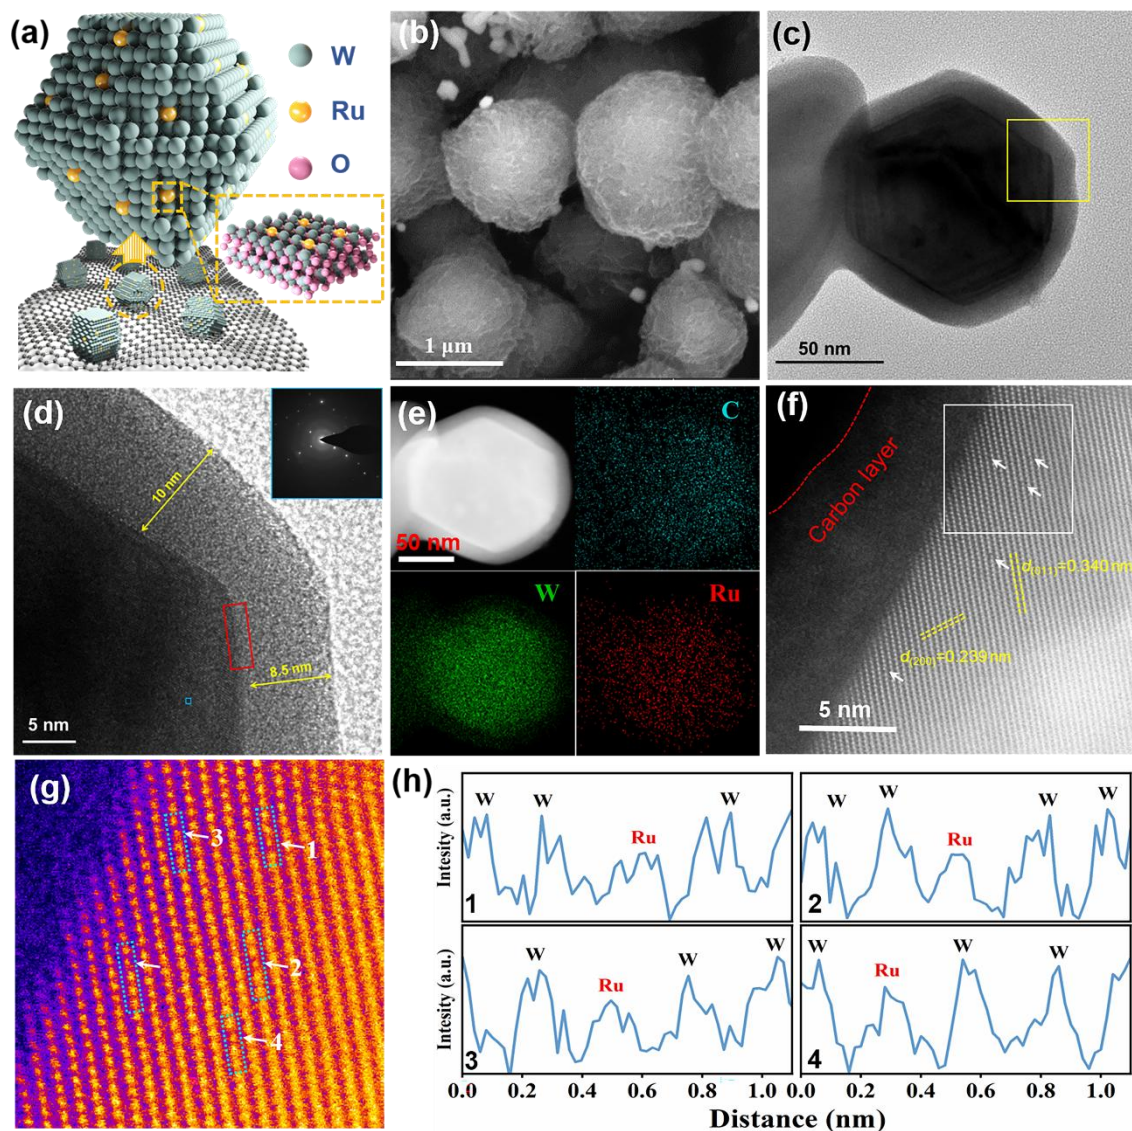 (a)
W
Ru
O
(b)
1 μm
(c)
50 nm
(d)
10 nm
8.5 nm
5 nm
(e)
C
50 nm
W
Ru
(f)
Carbon layer
d(011)=0.340 nm
d(200)=0.239 nm
5 nm
(g)
3
1
2
4
(h)
Intesity (a.u.)
W
W
Ru
W
1
W
W
Ru
W
W
2
Intesity (a.u.)
W
Ru
W
W
3
W
Ru
W
W
4
0.0 0.2 0.4 0.6 0.8 1.0
0.0 0.2 0.4 0.6 0.8 1.0
Distance (nm)